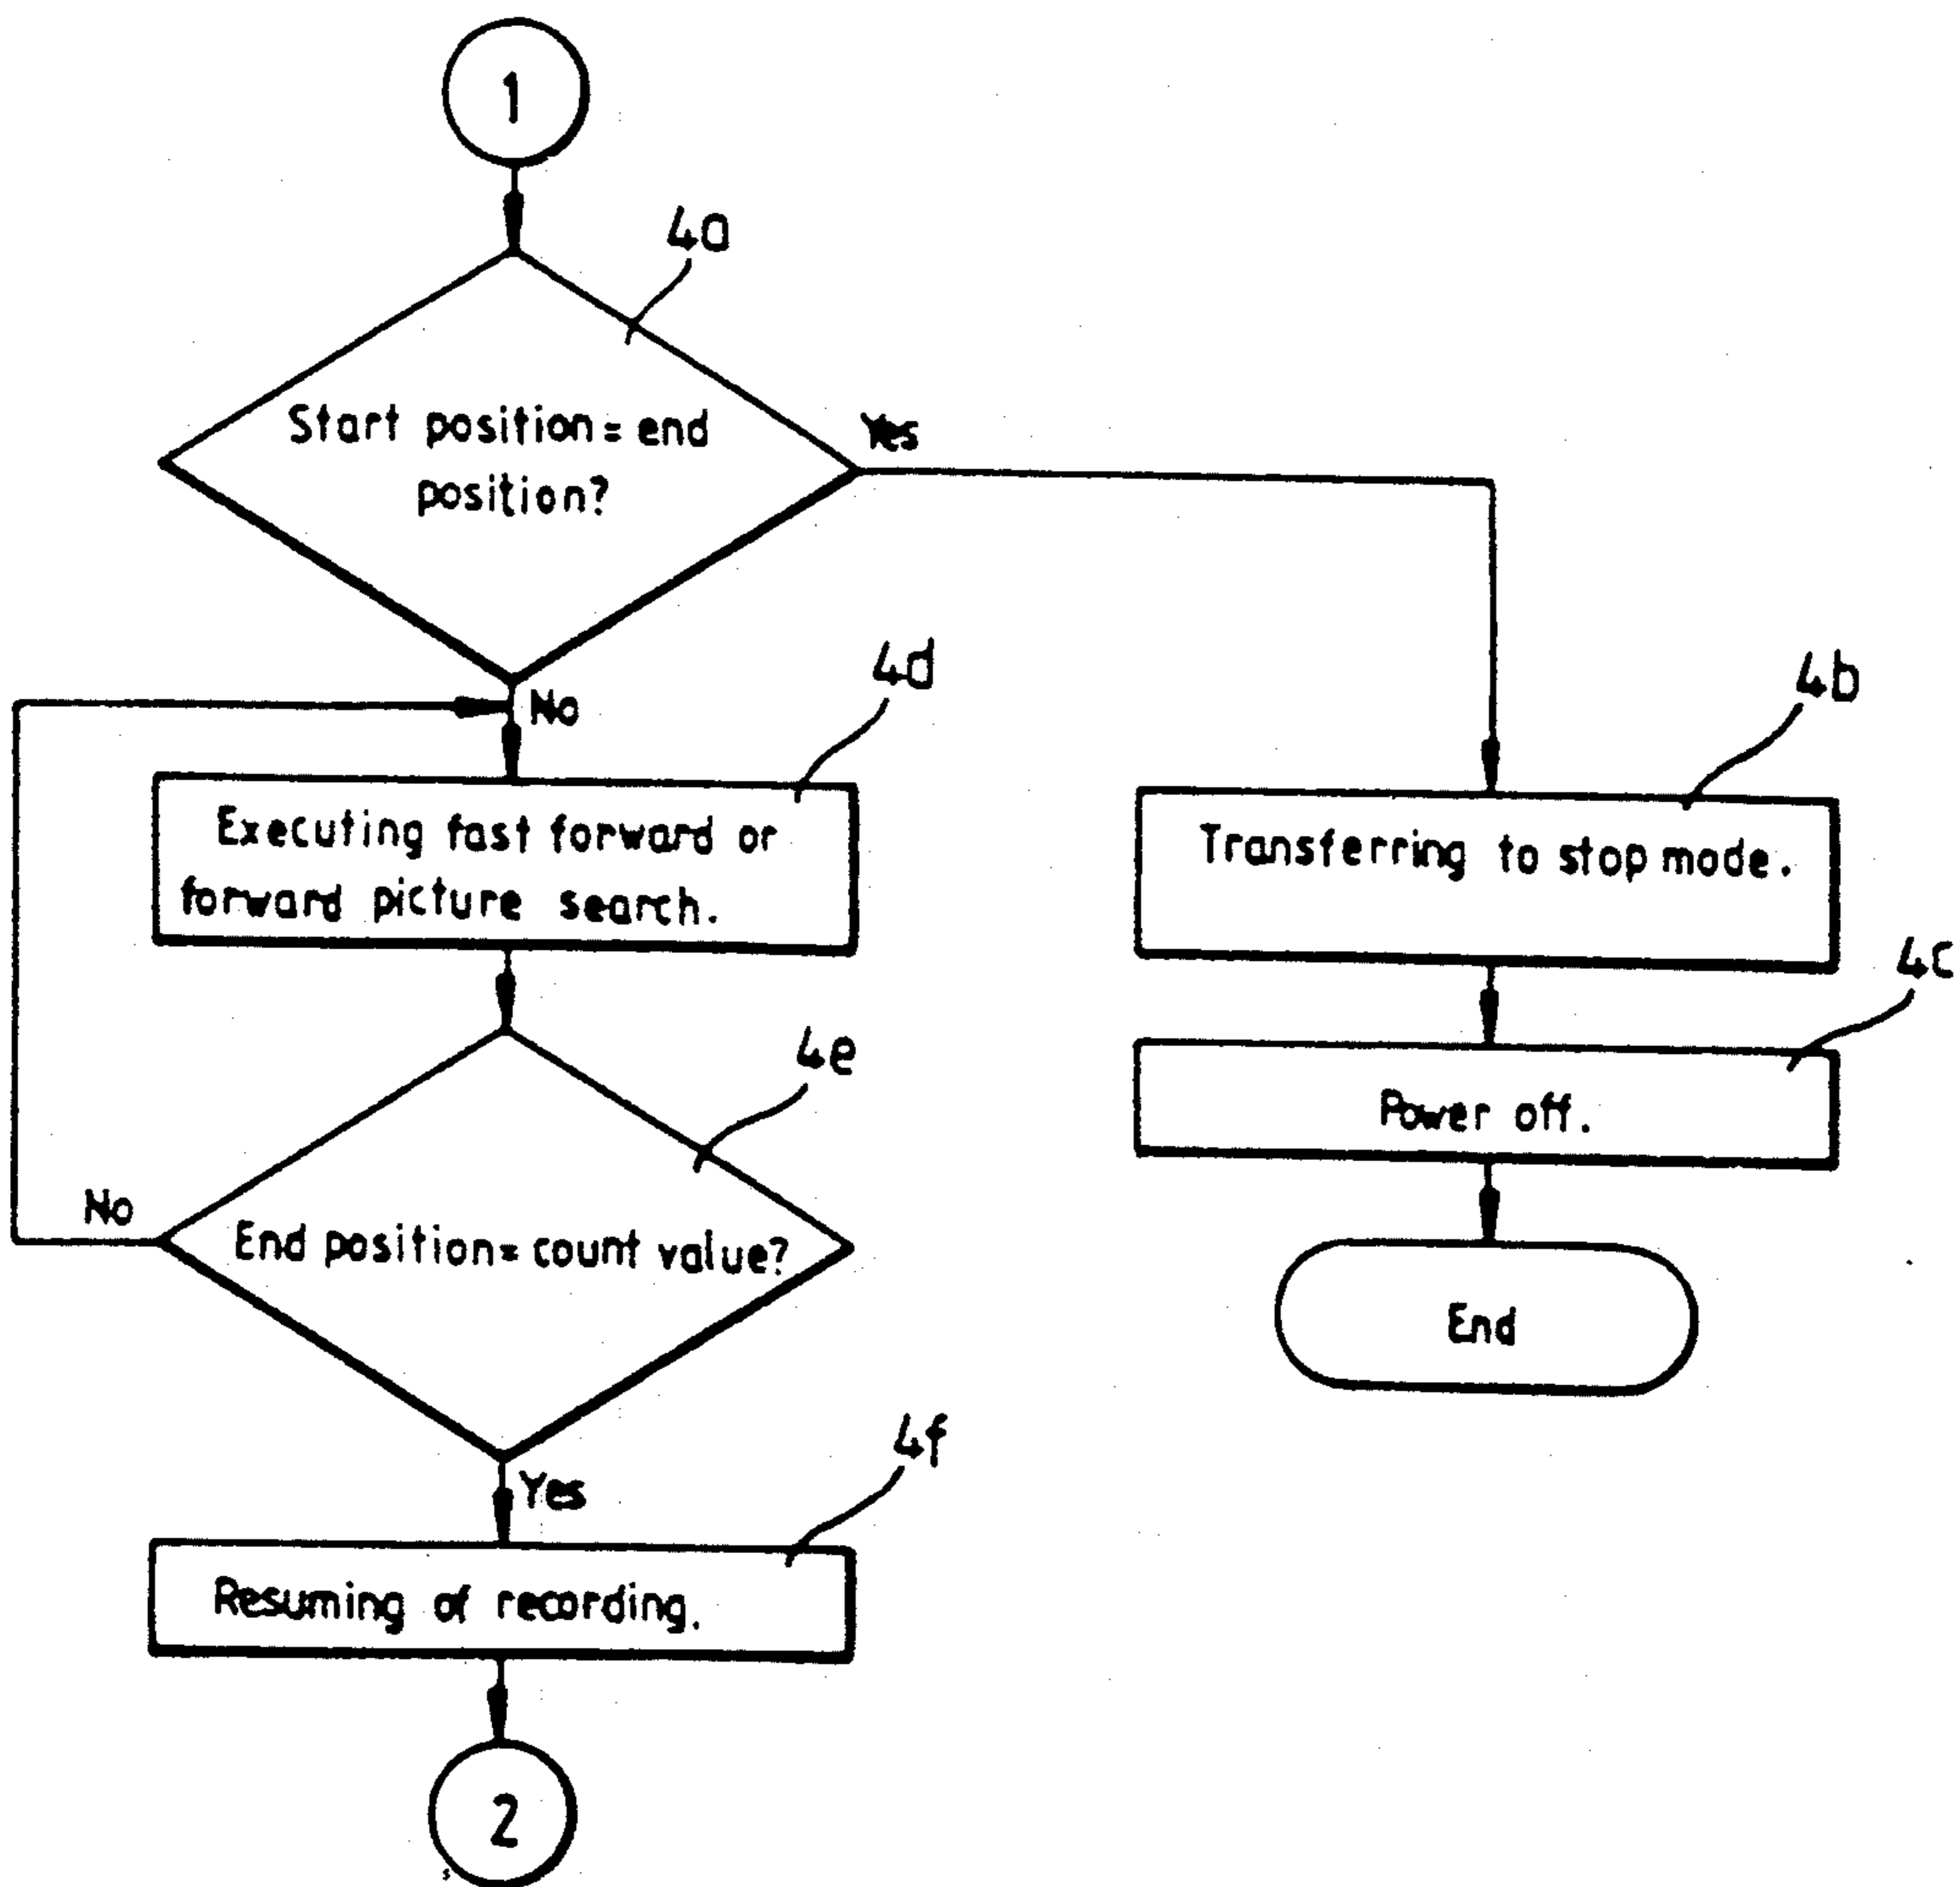 1
4a
Start position = end
position?
Yes
No
4d
Executing fast forward or
forward picture search.
4b
Transferring to stop mode.
4c
Power off.
End
4e
End position = count value?
No
Yes
4f
Resuming of recording.
2